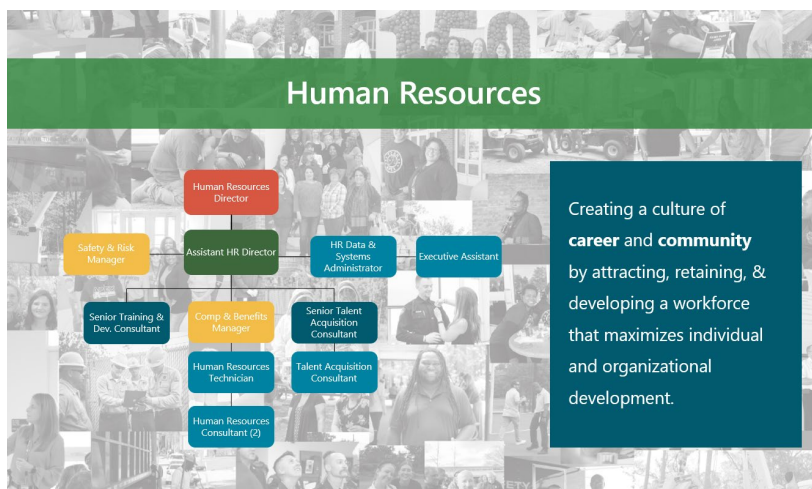 Human Resources
Human Resources
Director
Safety & Risk
Manager
Assistant HR Director
HR Data &
Systems
Administrator
Executive Assistant
Senior Training &
Dev. Consultant
Comp & Benefits
Manager
Senior Talent
Acquisition
Consultant
Human Resources
Technician
Talent Acquisition
Consultant
Human Resources
Consultant (2)
Creating a culture of
career and community
by attracting, retaining, &
developing a workforce
that maximizes individual
and organizational
development.